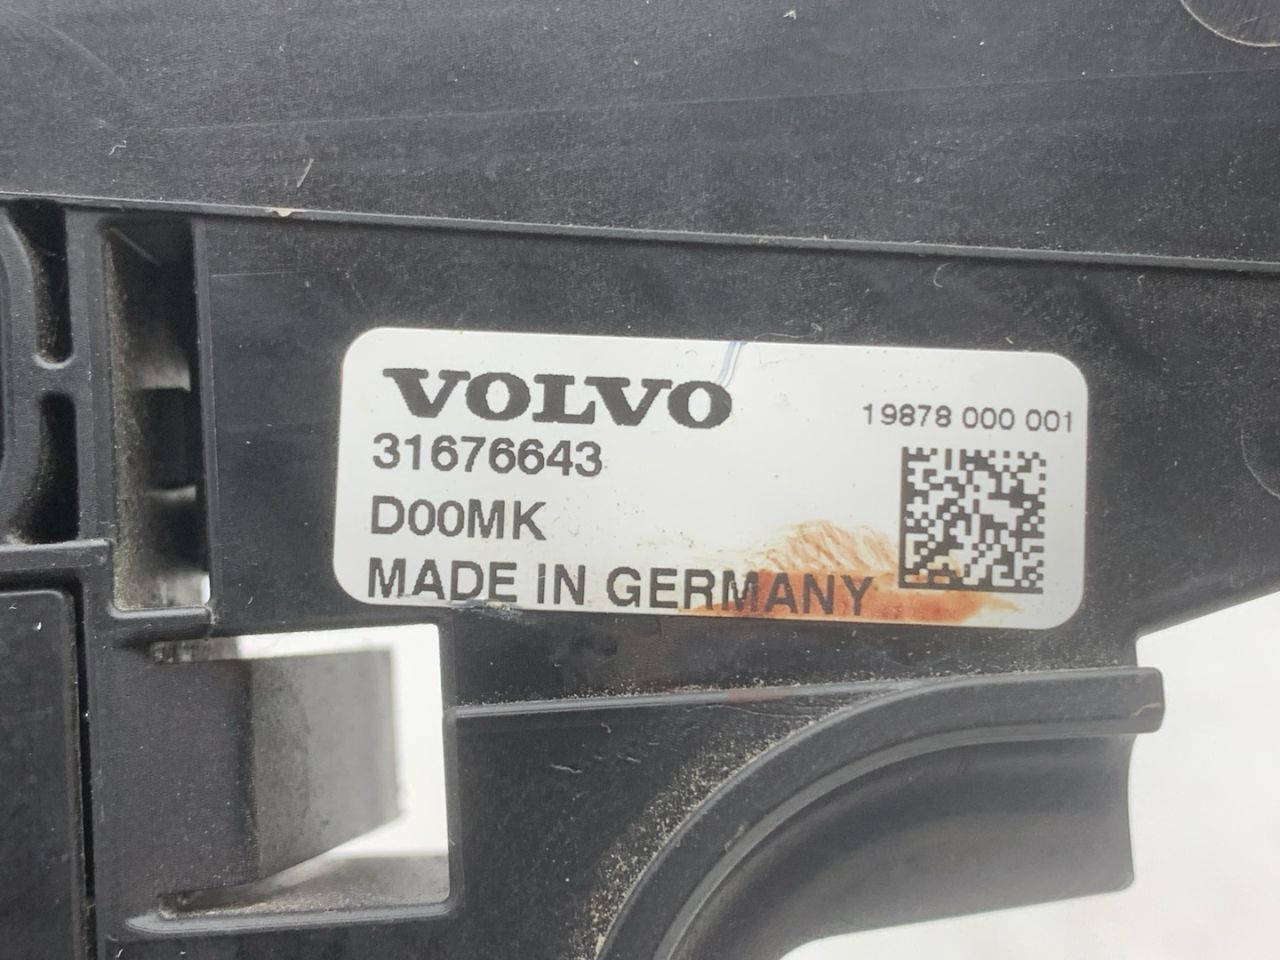 VOLVO
19878 000 001
31676643
D00MK
MADE IN GERMANY